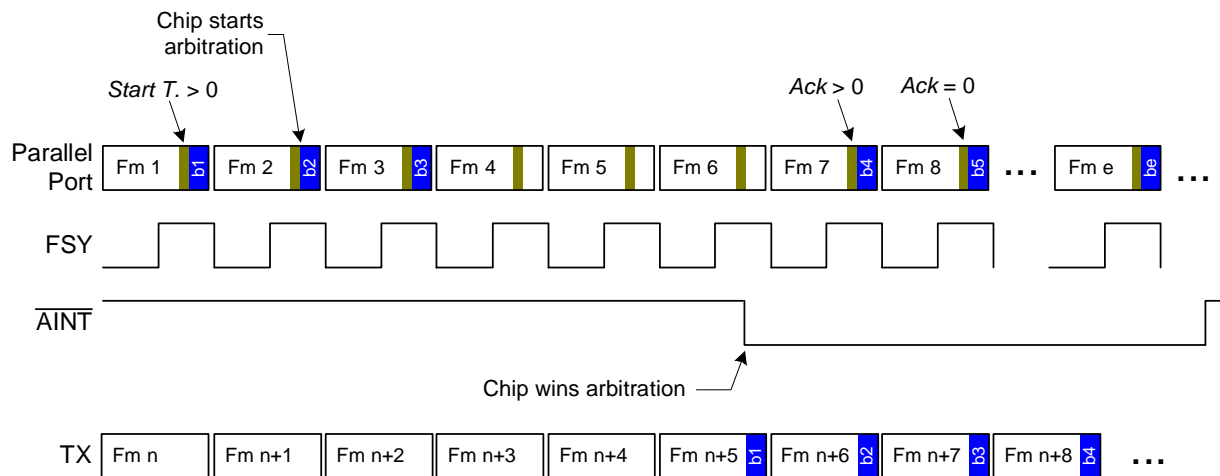 Chip starts
arbitration
Start T. > 0
Ack > 0
Ack = 0
Parallel
Port
Fm 1 b1 Fm 2 b2 Fm 3 b3 Fm 4 Fm 5 Fm 6 Fm 7 b4 Fm 8 b5 ... Fm e be ...
FSY
AINT
Chip wins arbitration
TX Fm n Fm n+1 Fm n+2 Fm n+3 Fm n+4 Fm n+5 b1 Fm n+6 b2 Fm n+7 b3 Fm n+8 b4 ...